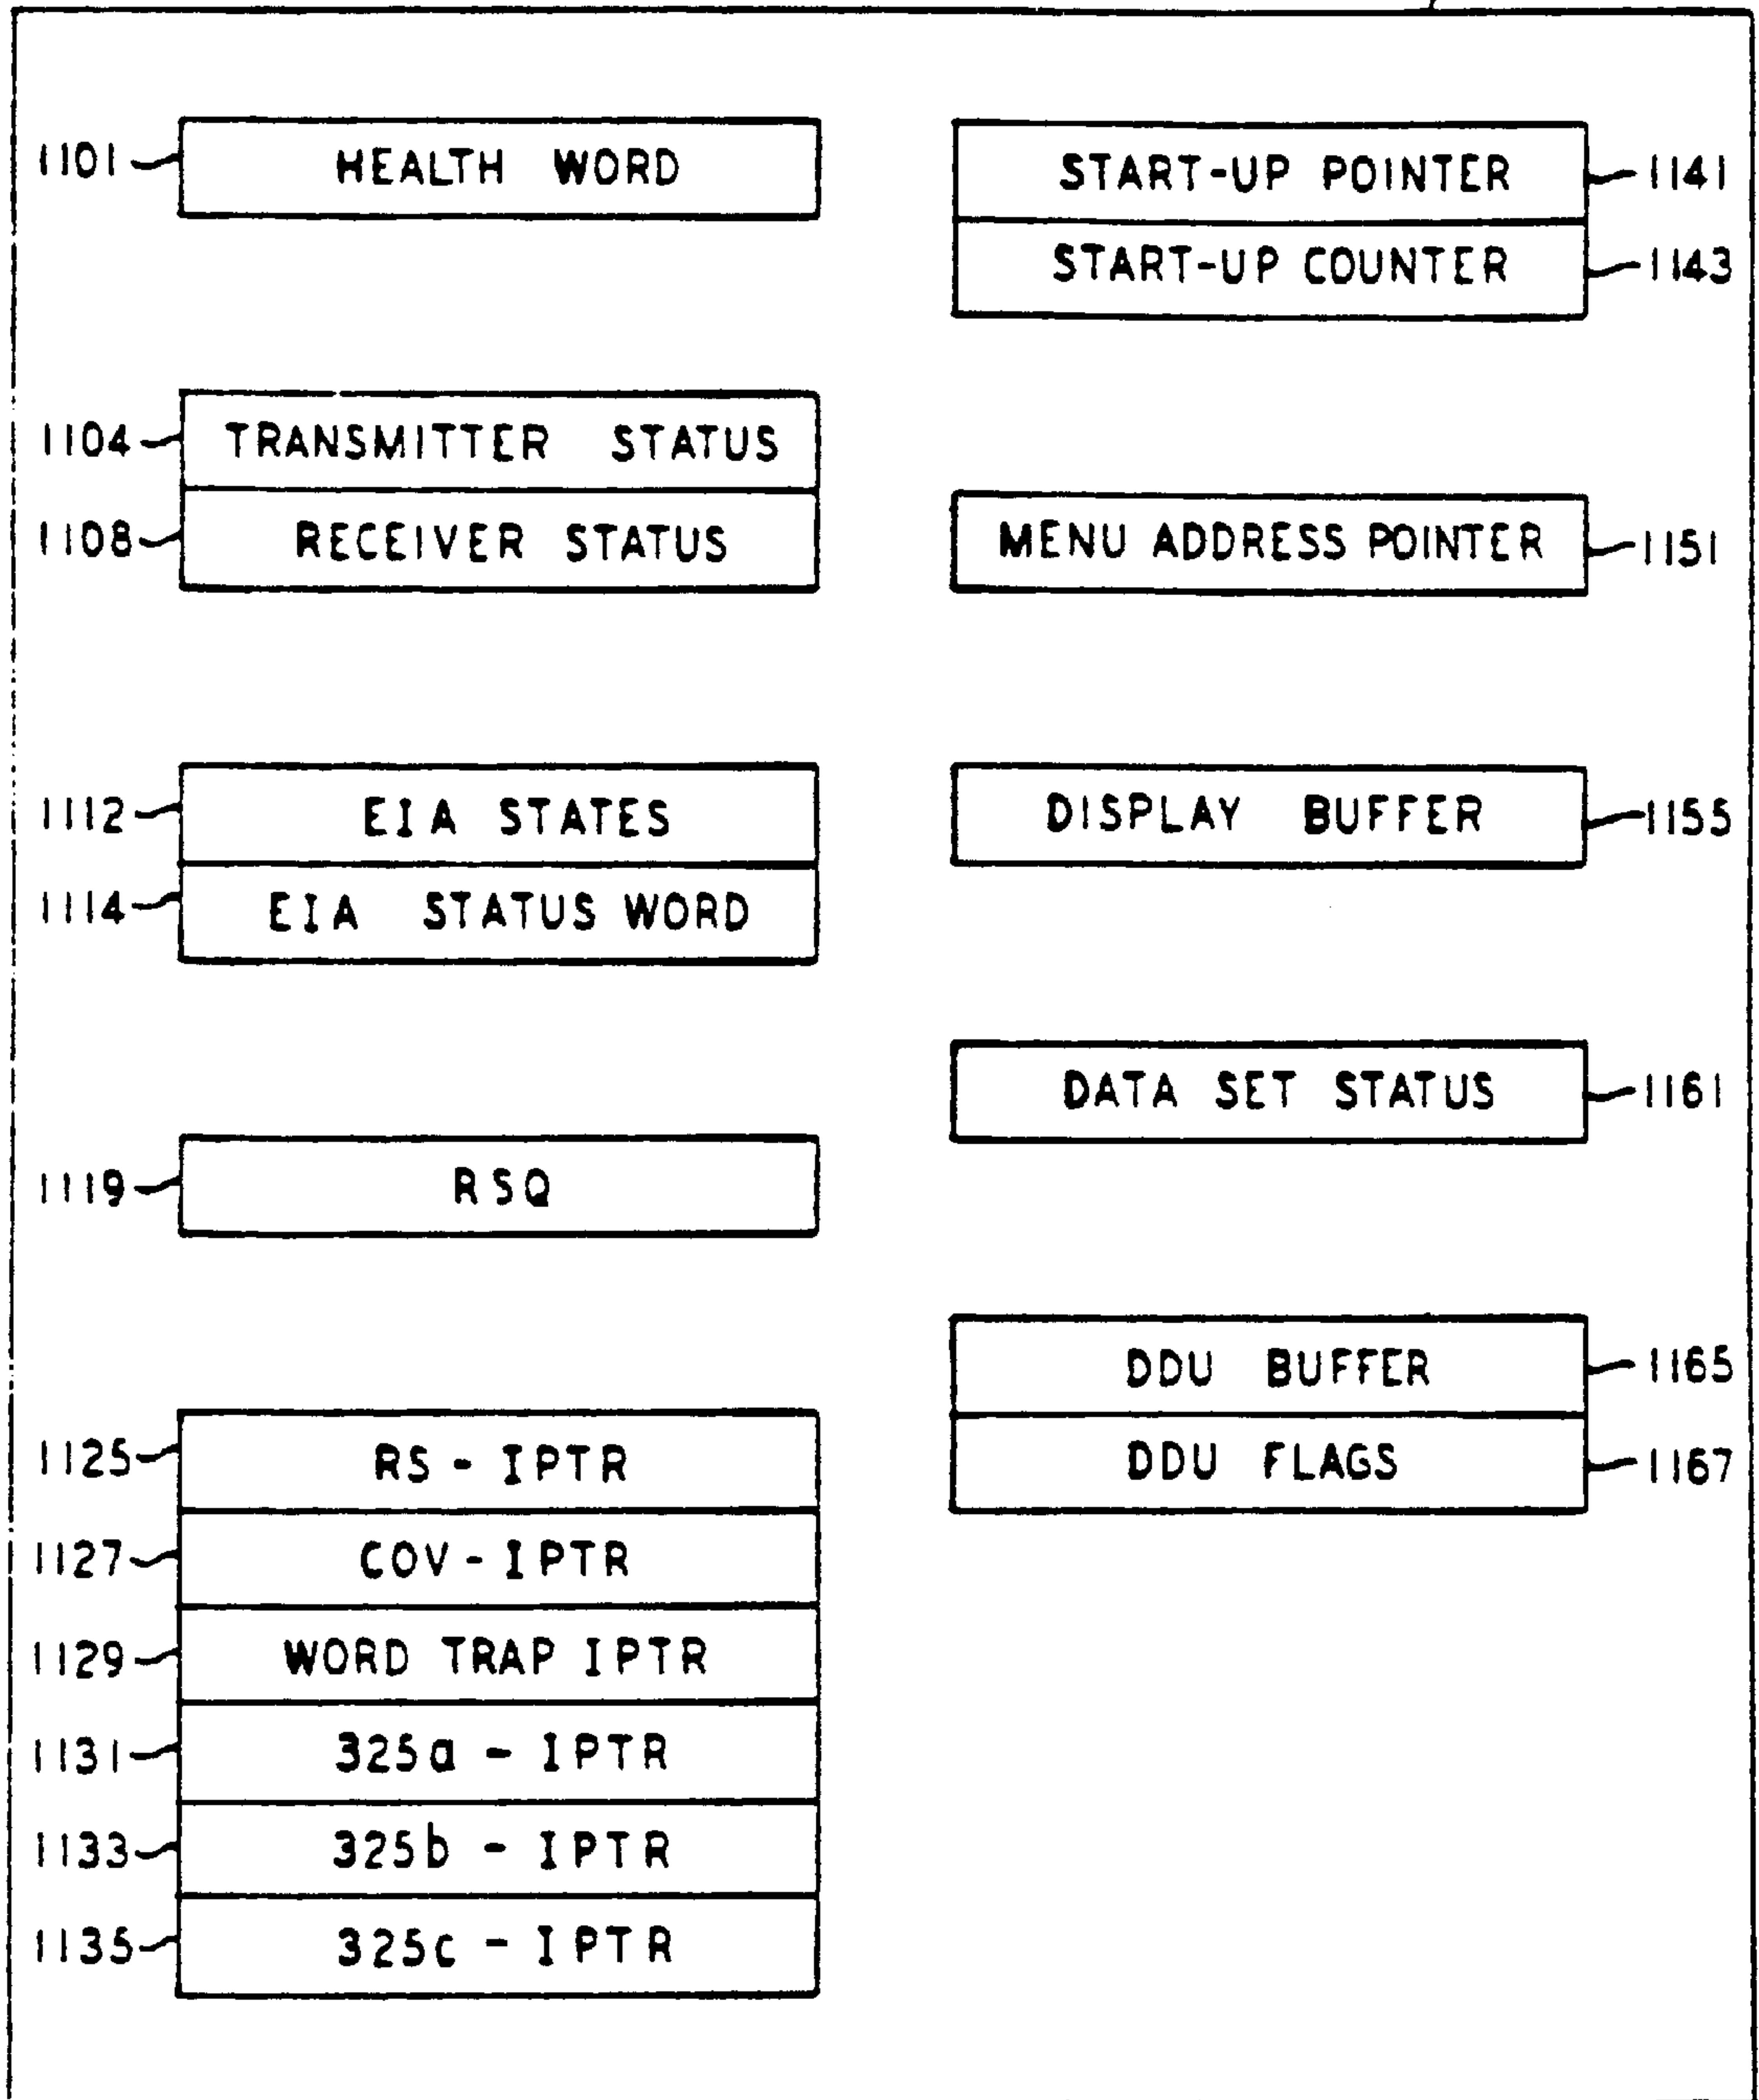 1101 HEALTH WORD
1104 TRANSMITTER STATUS
1108 RECEIVER STATUS
1112 EIA STATES
1114 EIA STATUS WORD
1119 RSQ
1125 RS - IPTR
1127 COV - IPTR
1129 WORD TRAP IPTR
1131 325a - IPTR
1133 325b - IPTR
1135 325c - IPTR
START-UP POINTER 1141
START-UP COUNTER 1143
MENU ADDRESS POINTER 1151
DISPLAY BUFFER 1155
DATA SET STATUS 1161
DDU BUFFER 1165
DDU FLAGS 1167